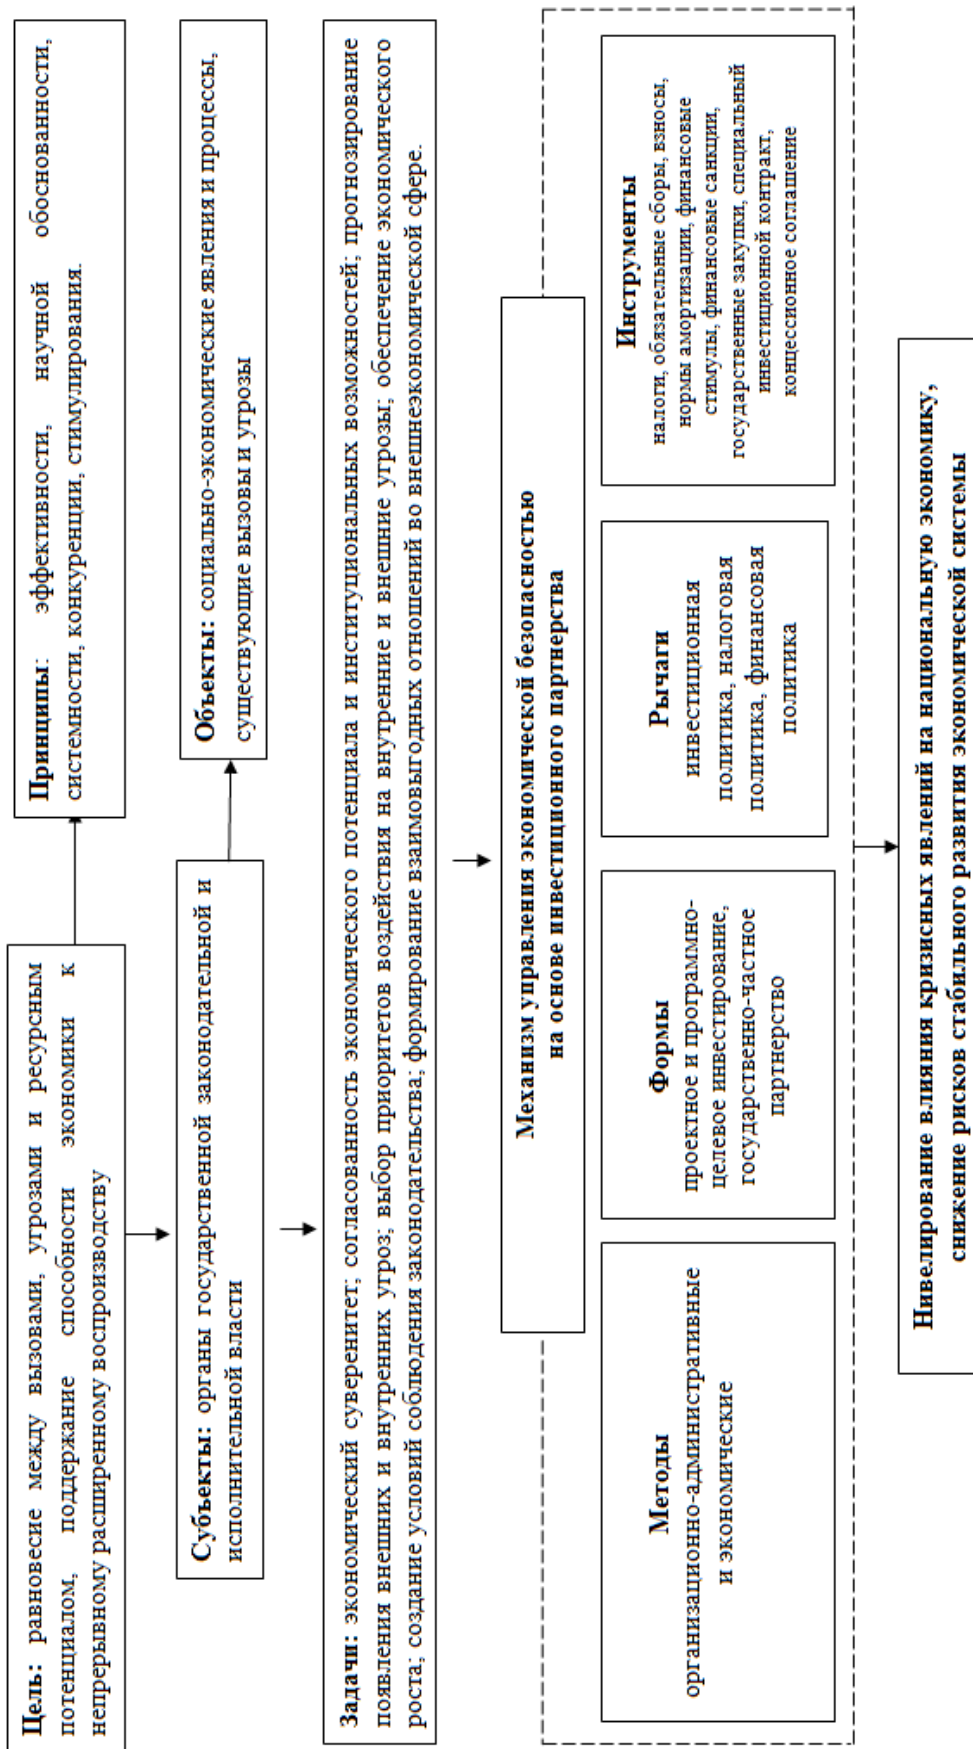 Цель: равновесие между вызовами, угрозами и ресурсным
потенциалом, поддержание способности экономики к
непрерывному расширенному воспроизводству
Принципы: эффективности, научной обоснованности,
системности, конкуренции, стимулирования.
Субъекты: органы государственной законодательной и
исполнительной власти
Объекты: социально-экономические явления и процессы,
существующие вызовы и угрозы
Задачи: экономический суверенитет; согласованность экономического потенциала и институциональных возможностей; прогнозирование
появления внешних и внутренних угроз; выбор приоритетов воздействия на внутренние и внешние угрозы; обеспечение экономического
роста; создание условий соблюдения законодательства; формирование взаимовыгодных отношений во внешнеэкономической сфере.
Механизм управления экономической безопасностью
на основе инвестиционного партнерства
Методы
организационно-административные
и экономические
Формы
проектное и программно-
целевое инвестирование,
государственно-частное
партнерство
Рычаги
инвестиционная
политика, налоговая
политика, финансовая
политика
Инструменты
налоги, обязательные сборы, взносы,
нормы амортизации, финансовые
стимулы, финансовые санкции,
государственные закупки, специальный
инвестиционной контракт,
концессионное соглашение
Нивелирование влияния кризисных явлений на национальную экономику,
снижение рисков стабильного развития экономической системы